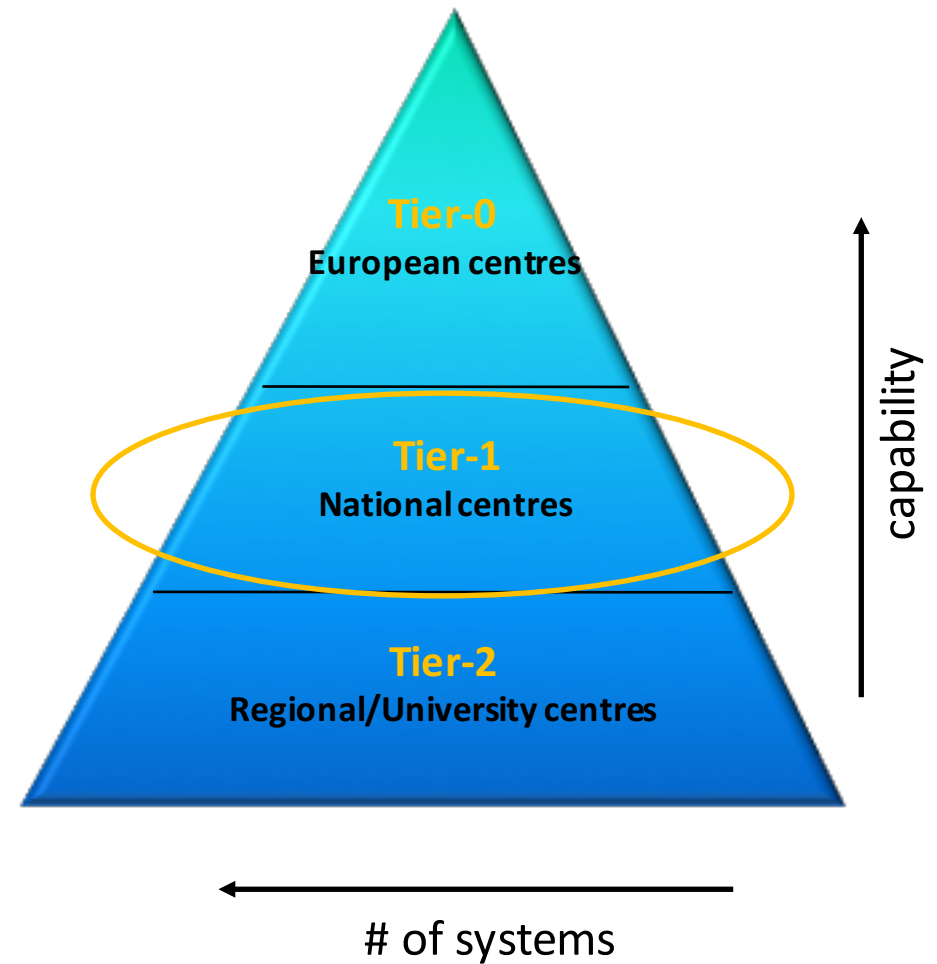 Tier-0
European centres
Tier-1
National centres
Tier-2
Regional/University centres
capability
# of systems